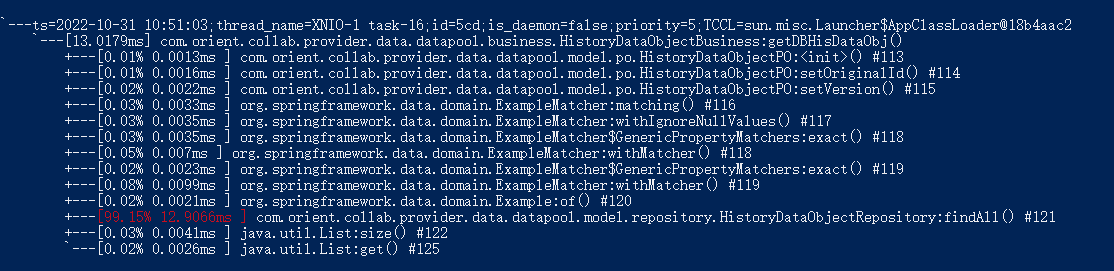 `---ts=2022-10-31 10:51:03;thread_name=XNIO-1 task-16;id=5cd;is_daemon=false;priority=5;TCCL=sun.misc.Launcher$AppClassLoader@18b4aac2
`---[13.0179ms] com.orient.collab.provider.data.datapool.business.HistoryDataObjectBusiness:getDBHisDataObj()
+---[0.01% 0.0013ms ] com.orient.collab.provider.data.datapool.model.po.HistoryDataObjectPO:<init>() #113
+---[0.01% 0.0016ms ] com.orient.collab.provider.data.datapool.model.po.HistoryDataObjectPO:setOriginalId() #114
+---[0.02% 0.0022ms ] com.orient.collab.provider.data.datapool.model.po.HistoryDataObjectPO:setVersion() #115
+---[0.03% 0.0033ms ] org.springframework.data.domain.ExampleMatcher:matching() #116
+---[0.03% 0.0035ms ] org.springframework.data.domain.ExampleMatcher:withIgnoreNullValues() #117
+---[0.03% 0.0035ms ] org.springframework.data.domain.ExampleMatcher$GenericPropertyMatchers:exact() #118
+---[0.05% 0.007ms ] org.springframework.data.domain.ExampleMatcher:withMatcher() #118
+---[0.02% 0.0023ms ] org.springframework.data.domain.ExampleMatcher$GenericPropertyMatchers:exact() #119
+---[0.08% 0.0099ms ] org.springframework.data.domain.ExampleMatcher:withMatcher() #119
+---[0.02% 0.0021ms ] org.springframework.data.domain.Example:of() #120
+---[99.15% 12.9066ms ] com.orient.collab.provider.data.datapool.model.repository.HistoryDataObjectRepository:findAll() #121
+---[0.03% 0.0041ms ] java.util.List:size() #122
`---[0.02% 0.0026ms ] java.util.List:get() #125